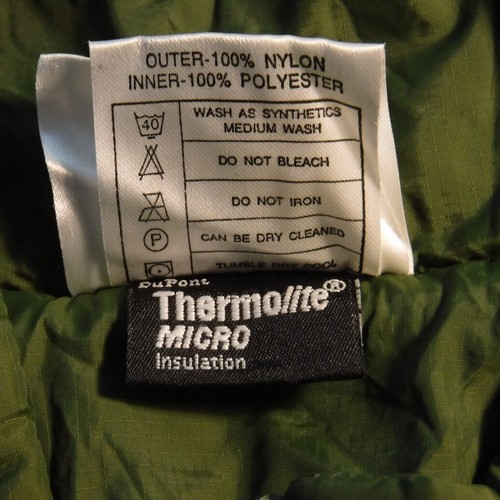 OUTER-100% NYLON
INNER-100% POLYESTER
40
WASH AS SYNTHETICS
MEDIUM WASH
DO NOT BLEACH
DO NOT IRON
P
CAN BE DRY CLEANED
TUMBLE DRY COOL
DuPont
Thermolite®
MICRO
Insulation